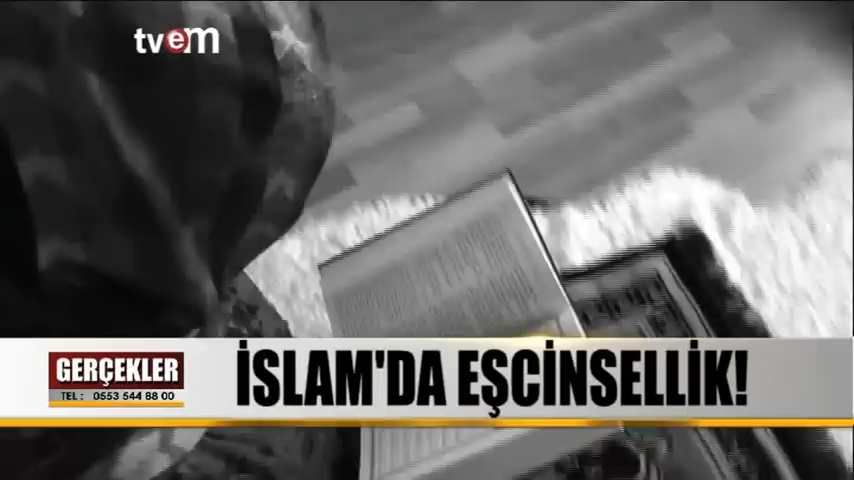 tvem
GERÇEKLER
TEL : 0553 544 88 00
İSLAM'DA EŞCİNSELLİK!